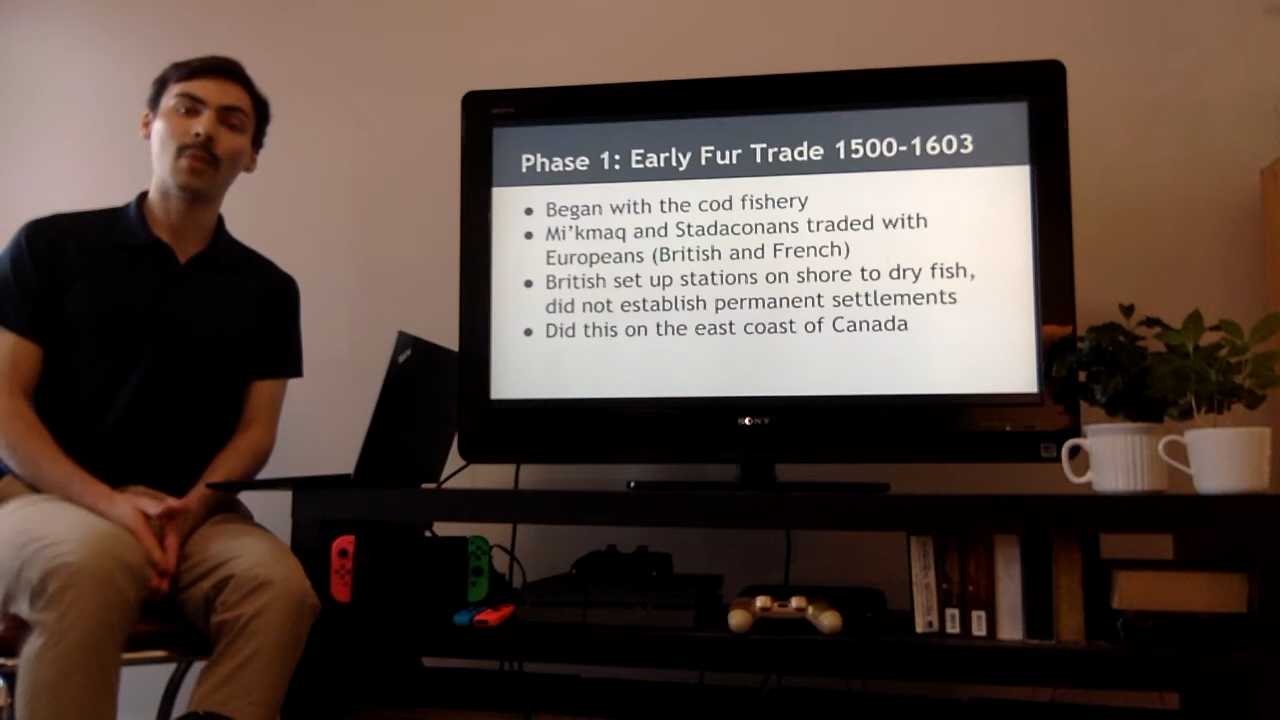 Phase 1: Early Fur Trade 1500-1603
● Began with the cod fishery
● Mi’kmaq and Stadaconans traded with
Europeans (British and French)
● British set up stations on shore to dry fish,
did not establish permanent settlements
● Did this on the east coast of Canada
SONY